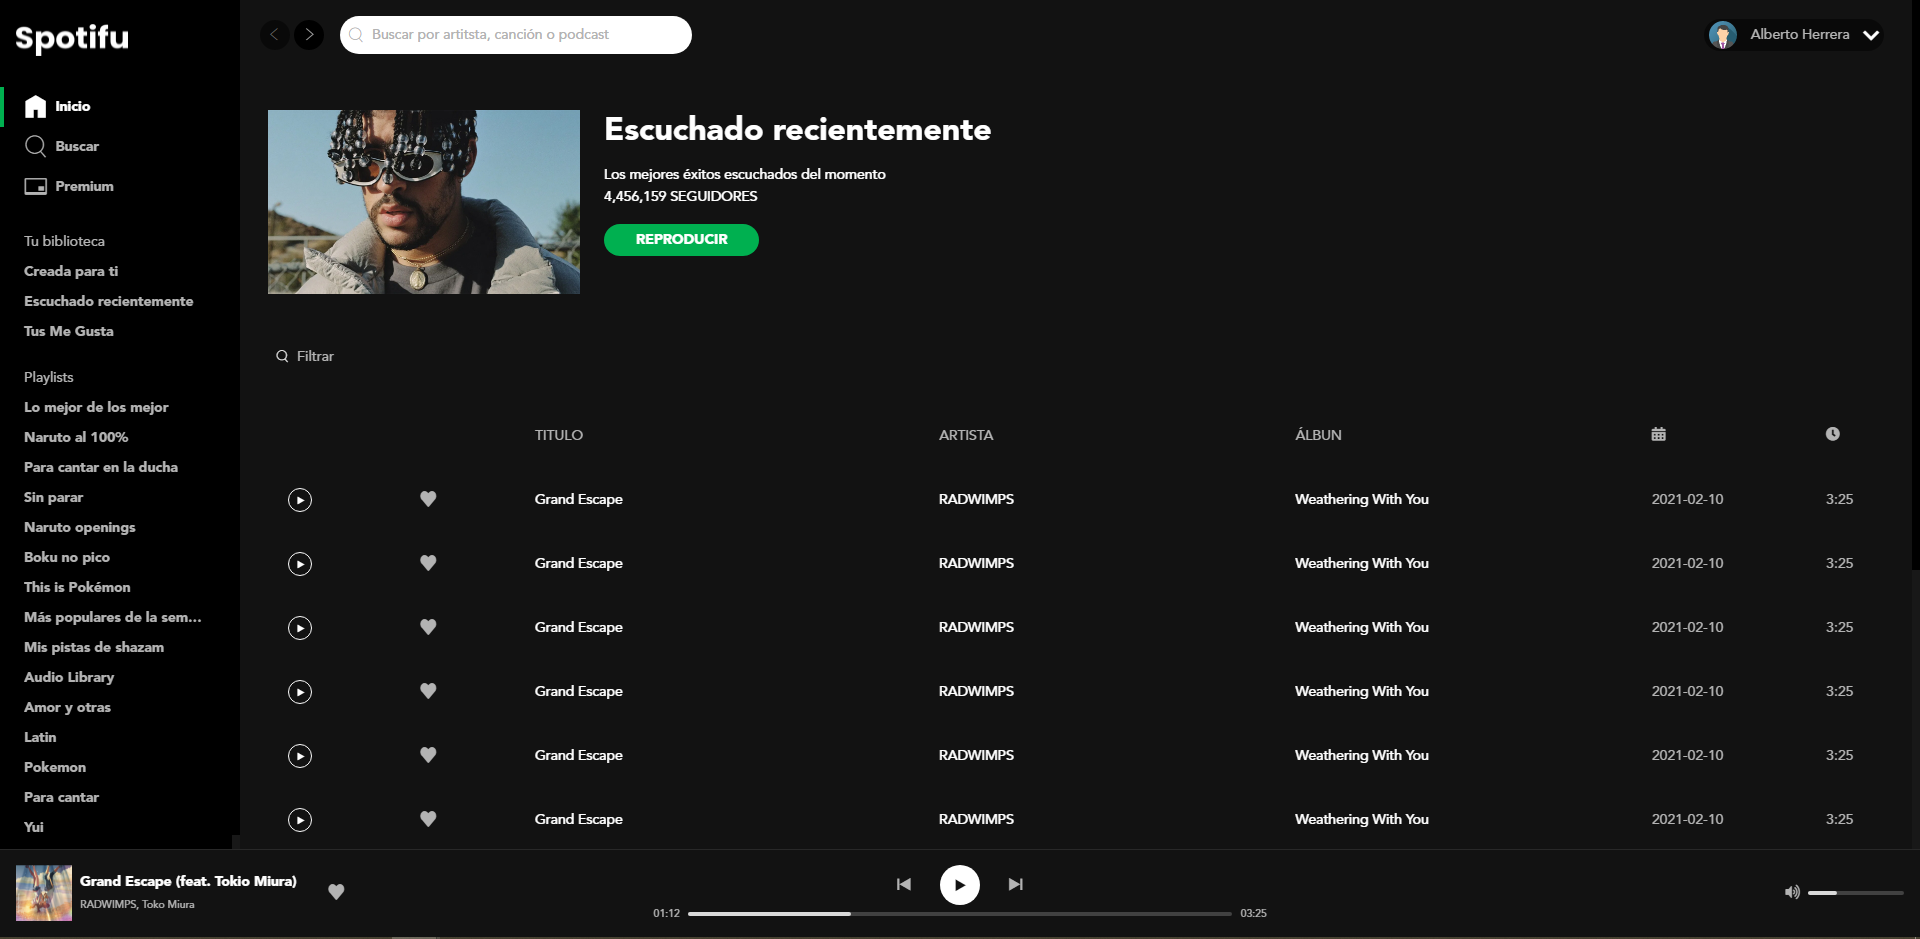 Spotifu
Buscar por artitsta, canción o podcast
Alberto Herrera
Inicio
Buscar
Premium
Tu biblioteca
Creada para ti
Escuchado recientemente
Tus Me Gusta
Playlists
Lo mejor de los mejor
Naruto al 100%
Para cantar en la ducha
Sin parar
Naruto openings
Boku no pico
This is Pokémon
Más populares de la sem...
Mis pistas de shazam
Audio Library
Amor y otras
Latin
Pokemon
Para cantar
Yui
Escuchado recientemente
Los mejores éxitos escuchados del momento
4,456,159 SEGUIDORES
REPRODUCIR
Filtrar
TITULO ARTISTA ÁLBUN
Grand Escape RADWIMPS Weathering With You 2021-02-10 3:25
Grand Escape RADWIMPS Weathering With You 2021-02-10 3:25
Grand Escape RADWIMPS Weathering With You 2021-02-10 3:25
Grand Escape RADWIMPS Weathering With You 2021-02-10 3:25
Grand Escape RADWIMPS Weathering With You 2021-02-10 3:25
Grand Escape RADWIMPS Weathering With You 2021-02-10 3:25
Grand Escape (feat. Tokio Miura)
RADWIMPS, Toko Miura
01:12 03:25